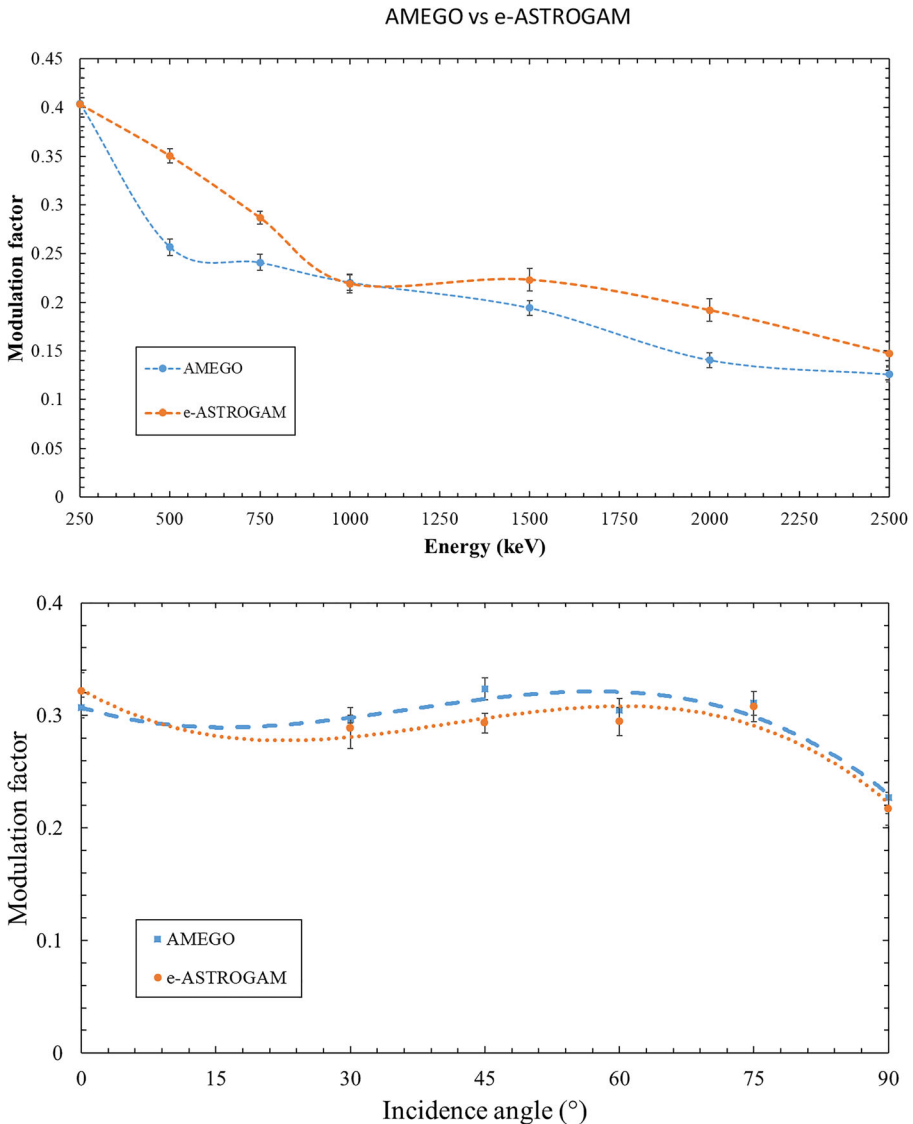 AMEGO vs e-ASTROGAM
0.45
0.4
0.35
0.3
0.25
0.2
0.15
0.1
0.05
0
Modulation factor
AMEGO
e-ASTROGAM
250 500 750 1000 1250 1500 1750 2000 2250 2500
Energy (keV)
0.4
0.3
0.2
0.1
0
Modulation factor
AMEGO
e-ASTROGAM
0 15 30 45 60 75 90
Incidence angle (°)